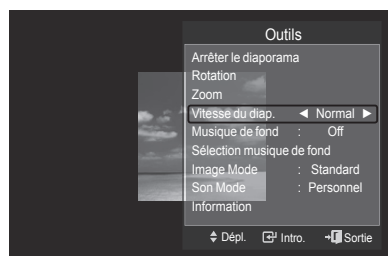 Outils
Arrêter le diaporama
Rotation
Zoom
Vitesse du diap. ◄ Normal ►
Musique de fond : Off
Sélection musique de fond
Image Mode : Standard
Son Mode : Personnel
Information
Dépl. Intro. Sortie